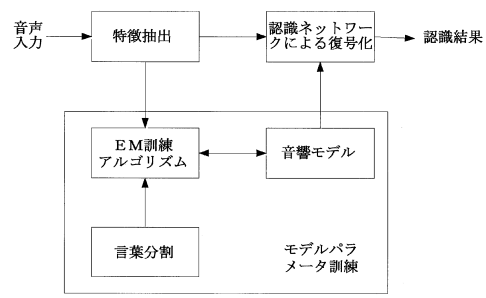 音声
入力
特徴抽出
認識ネットワー
クによる復号化
認識結果
ＥＭ訓練
アルゴリズム
音響モデル
言葉分割
モデルパラ
メータ訓練